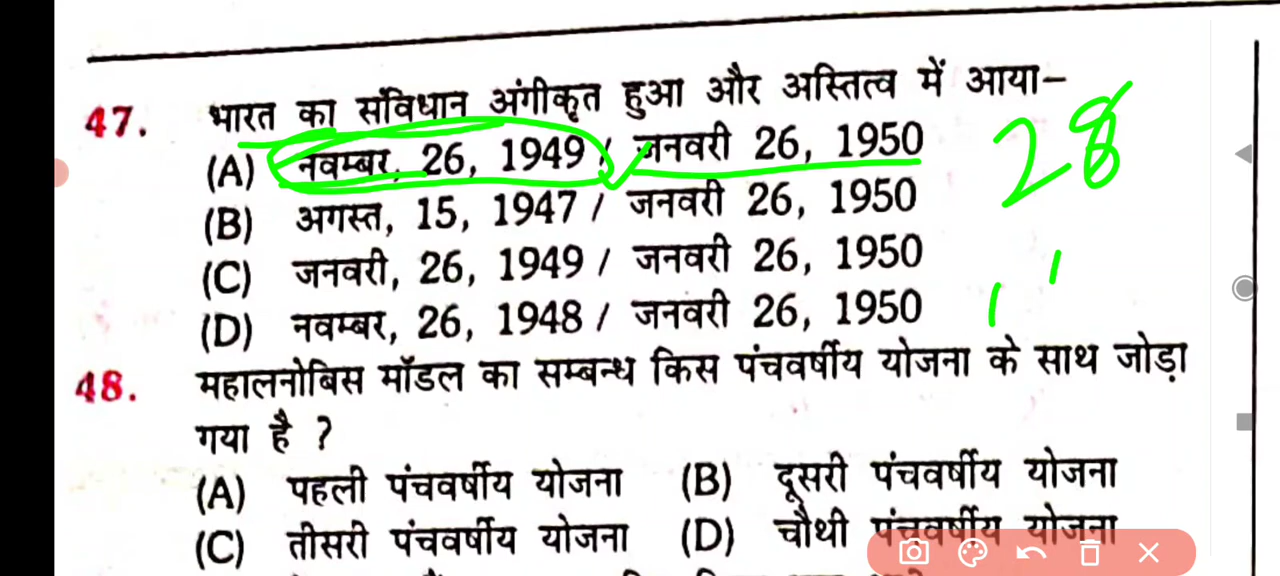 47. भारत का संविधान अंगीकृत हुआ और अस्तित्व में आया–
(A) नवम्बर, 26, 1949 / जनवरी 26, 1950
28
(B) अगस्त, 15, 1947 / जनवरी 26, 1950
(C) जनवरी, 26, 1949 / जनवरी 26, 1950
(D) नवम्बर, 26, 1948 / जनवरी 26, 1950
48. महालनोबिस मॉडल का सम्बन्ध किस पंचवर्षीय योजना के साथ जोड़ा
गया है ?
(A) पहली पंचवर्षीय योजना (B) दूसरी पंचवर्षीय योजना
(C) तीसरी पंचवर्षीय योजना (D) चौथी पंचवर्षीय योजना